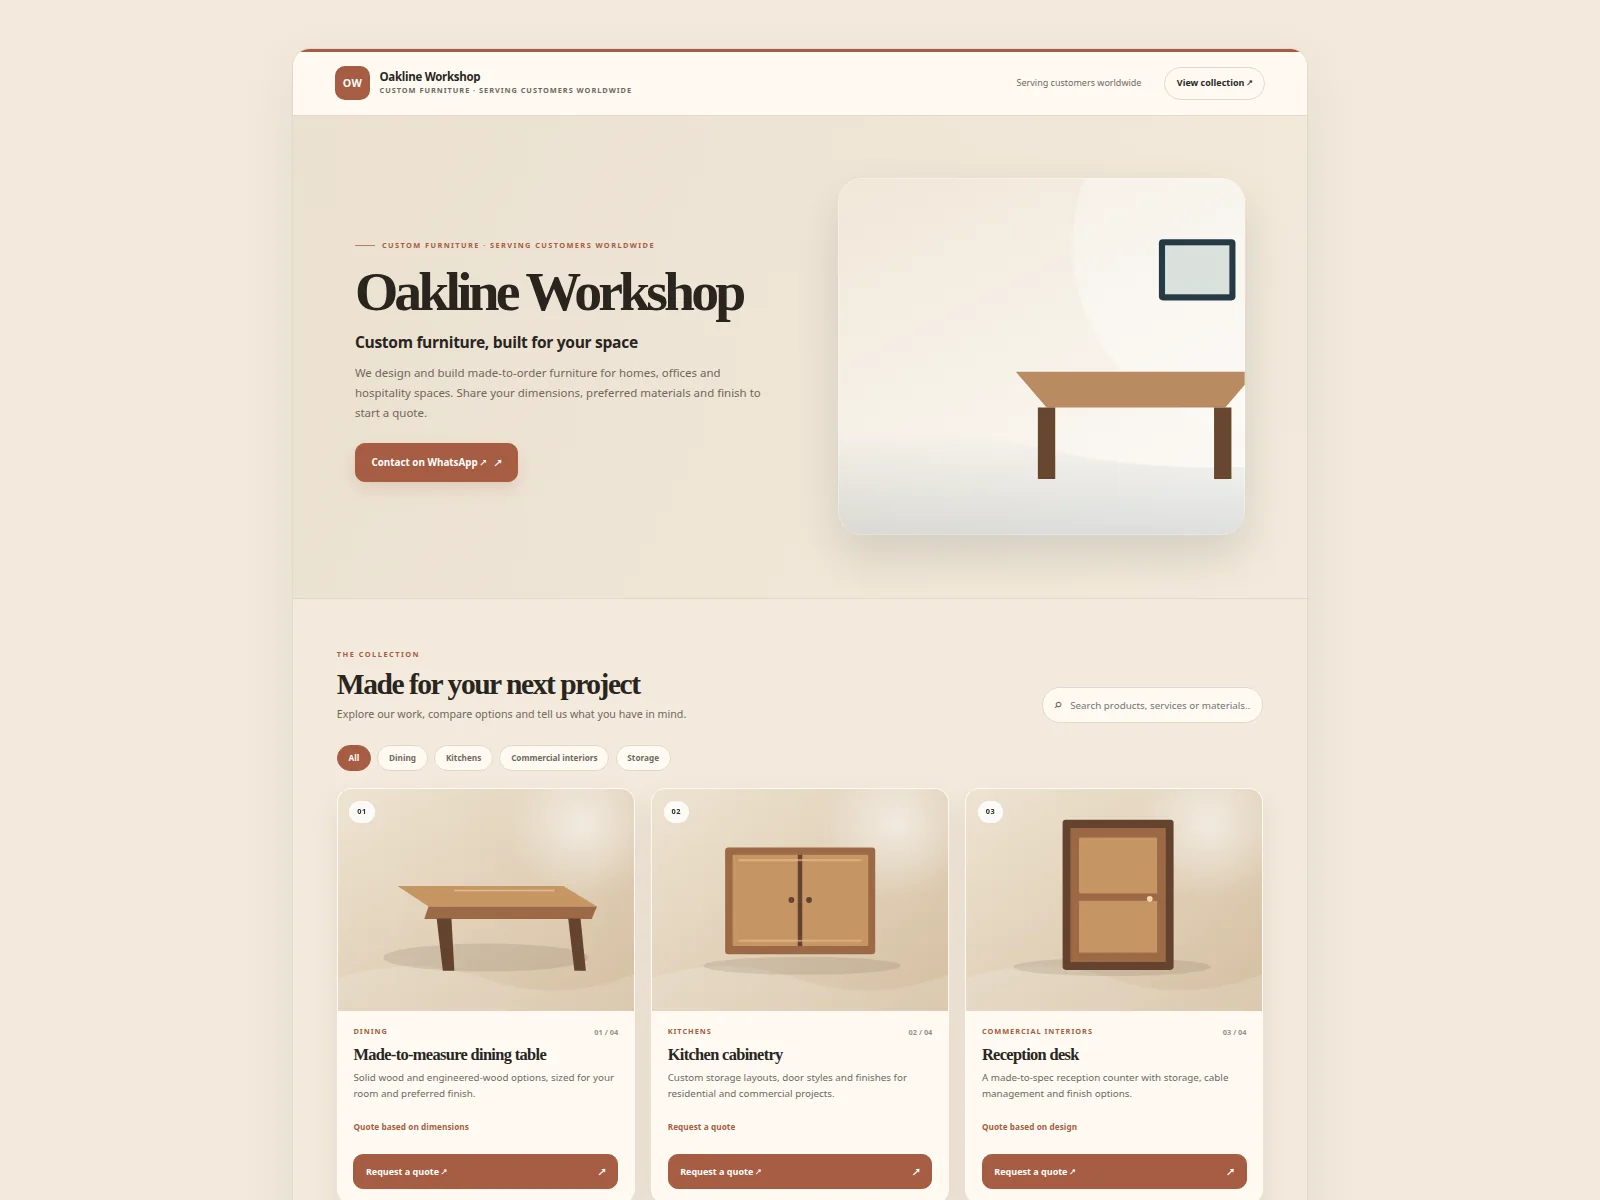 OW
Oakline Workshop
CUSTOM FURNITURE · SERVING CUSTOMERS WORLDWIDE
Serving customers worldwide
View collection ↗
CUSTOM FURNITURE · SERVING CUSTOMERS WORLDWIDE
Oakline Workshop
Custom furniture, built for your space
We design and build made-to-order furniture for homes, offices and
hospitality spaces. Share your dimensions, preferred materials and finish to
start a quote.
Contact on WhatsApp ↗ ↗
THE COLLECTION
Made for your next project
Explore our work, compare options and tell us what you have in mind.
Search products, services or materials..
All
Dining
Kitchens
Commercial interiors
Storage
01
DINING
01 / 04
Made-to-measure dining table
Solid wood and engineered-wood options, sized for your
room and preferred finish.
Quote based on dimensions
Request a quote ↗ ↗
02
KITCHENS
02 / 04
Kitchen cabinetry
Custom storage layouts, door styles and finishes for
residential and commercial projects.
Request a quote
Request a quote ↗ ↗
03
COMMERCIAL INTERIORS
03 / 04
Reception desk
A made-to-spec reception counter with storage, cable
management and finish options.
Quote based on design
Request a quote ↗ ↗